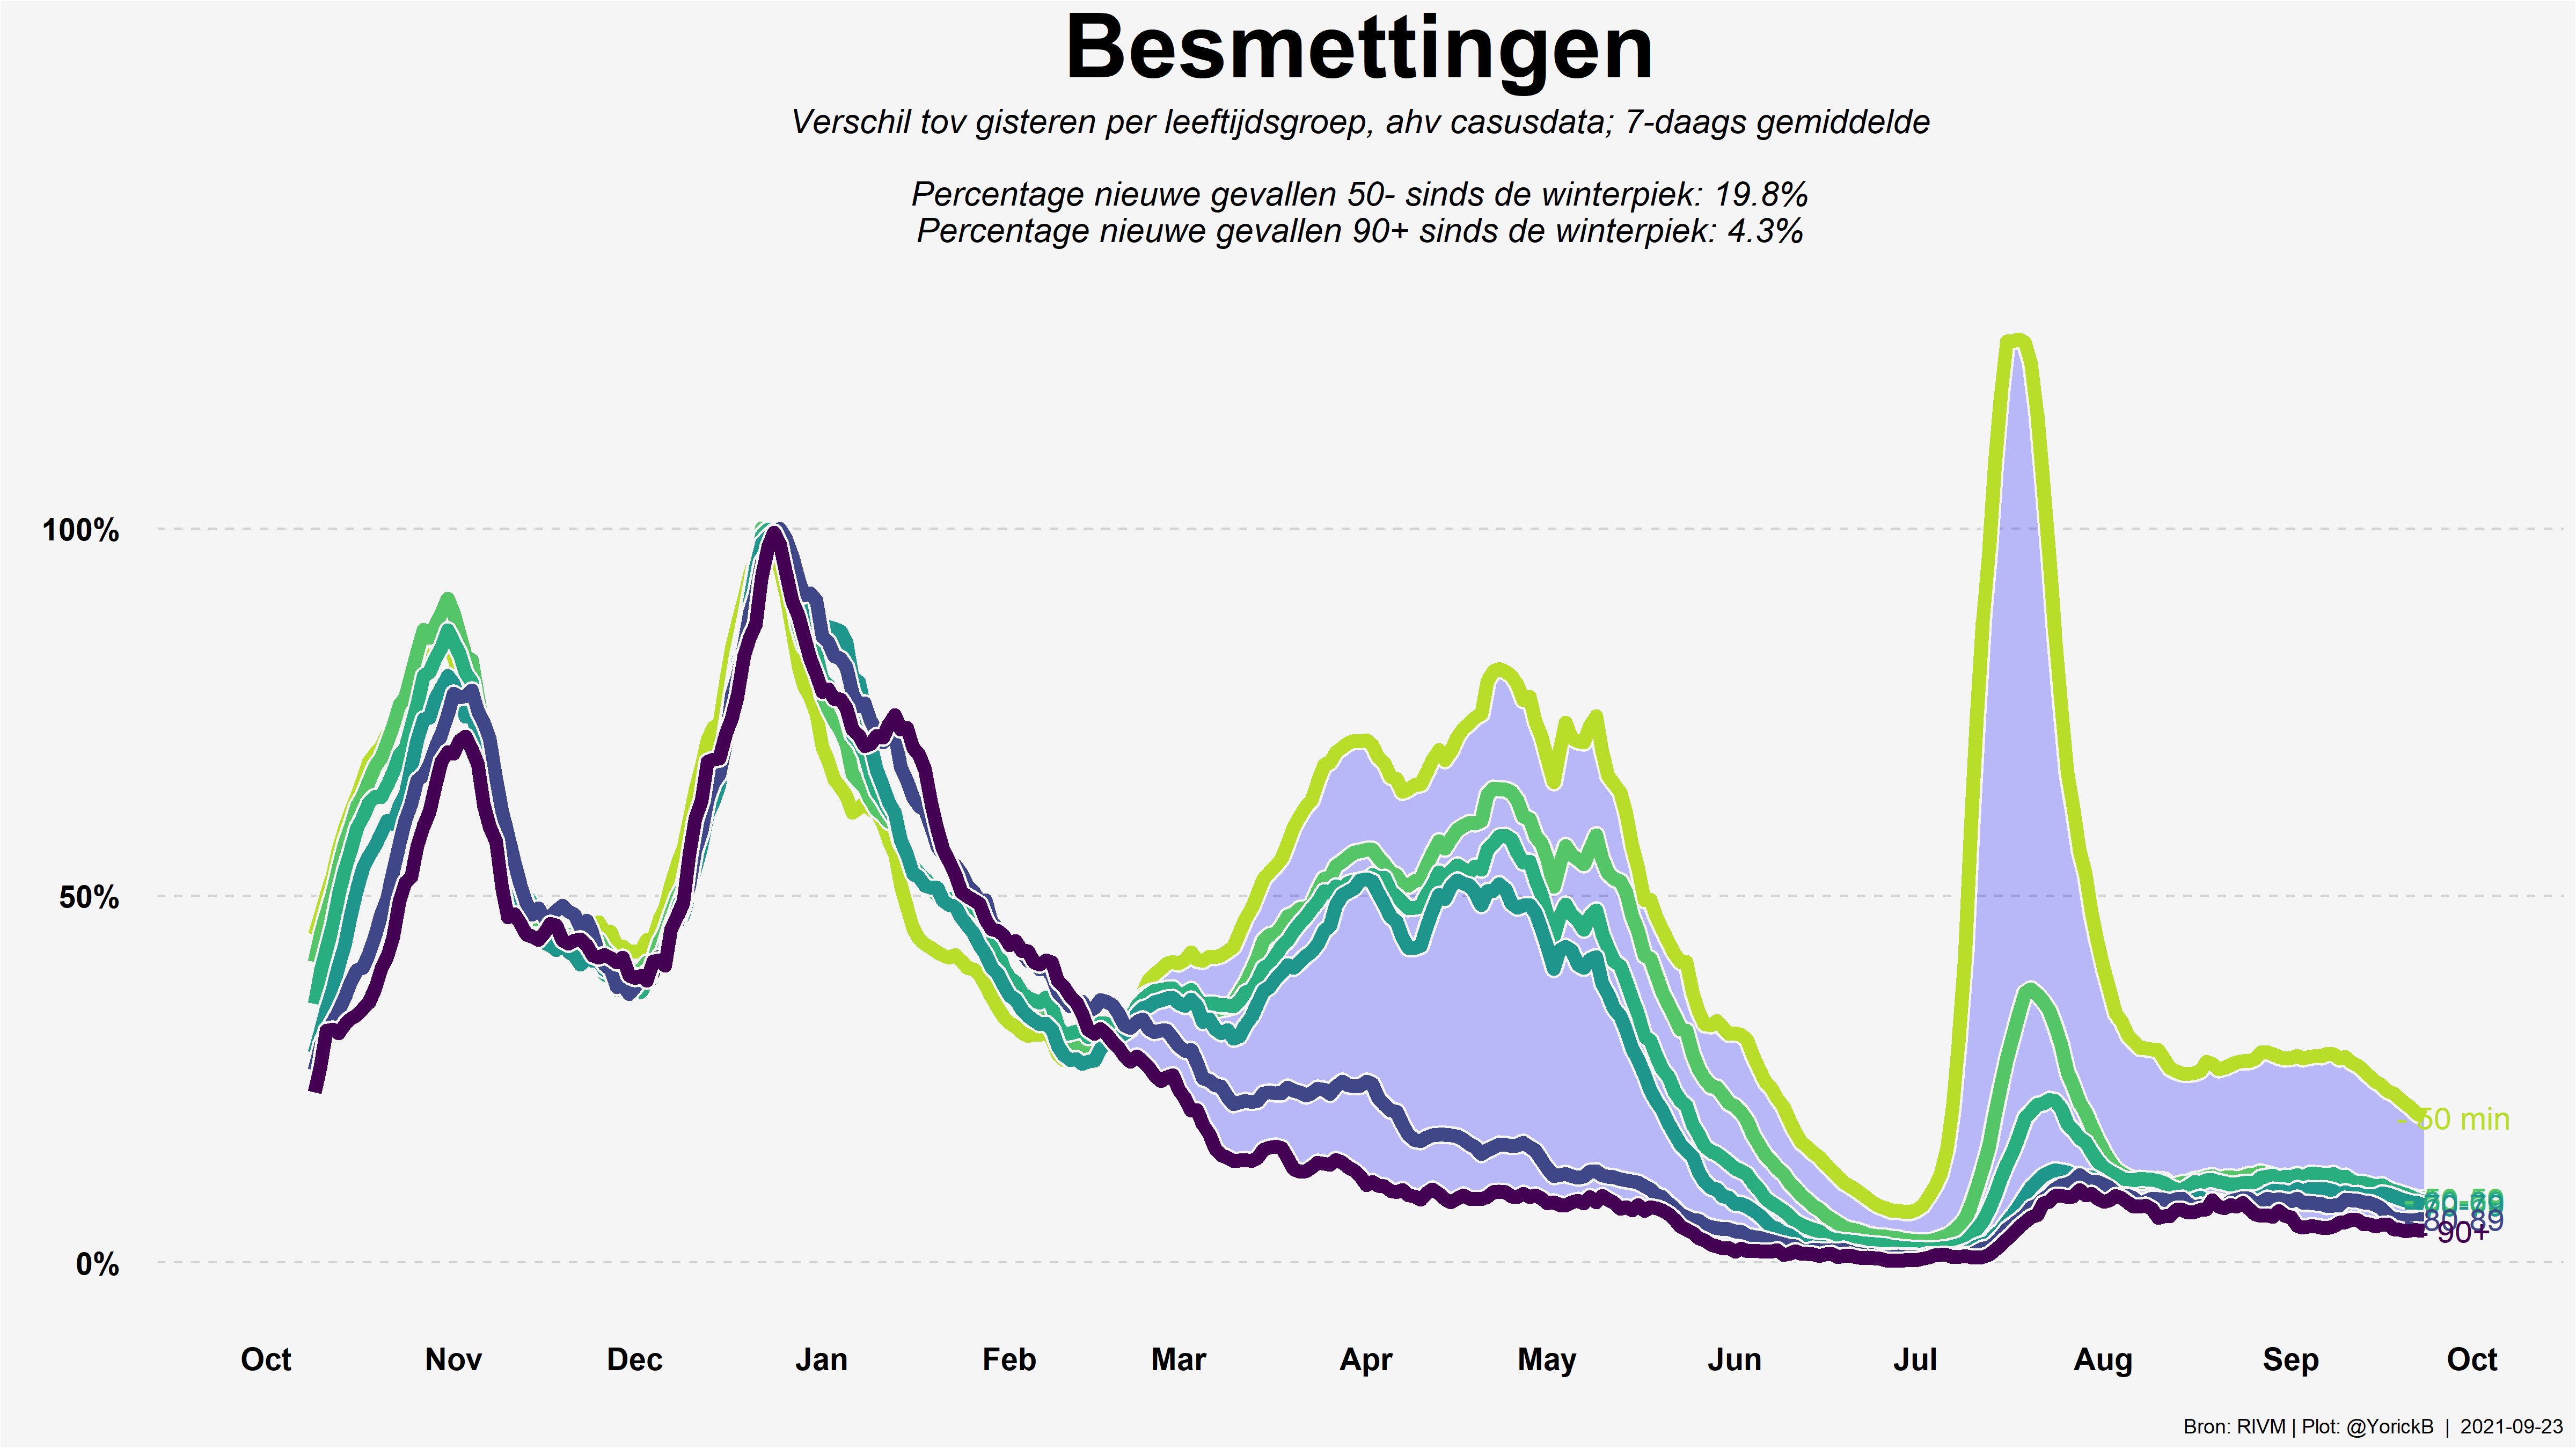 Besmettingen
Verschil tov gisteren per leeftijdsgroep, ahv casusdata; 7-daags gemiddelde
Percentage nieuwe gevallen 50- sinds de winterpiek: 19.8%
Percentage nieuwe gevallen 90+ sinds de winterpiek: 4.3%
100%
50%
0%
50 min
80-89
90+
Oct Nov Dec Jan Feb Mar Apr May Jun Jul Aug Sep Oct
Bron: RIVM | Plot: @YorickB | 2021-09-23